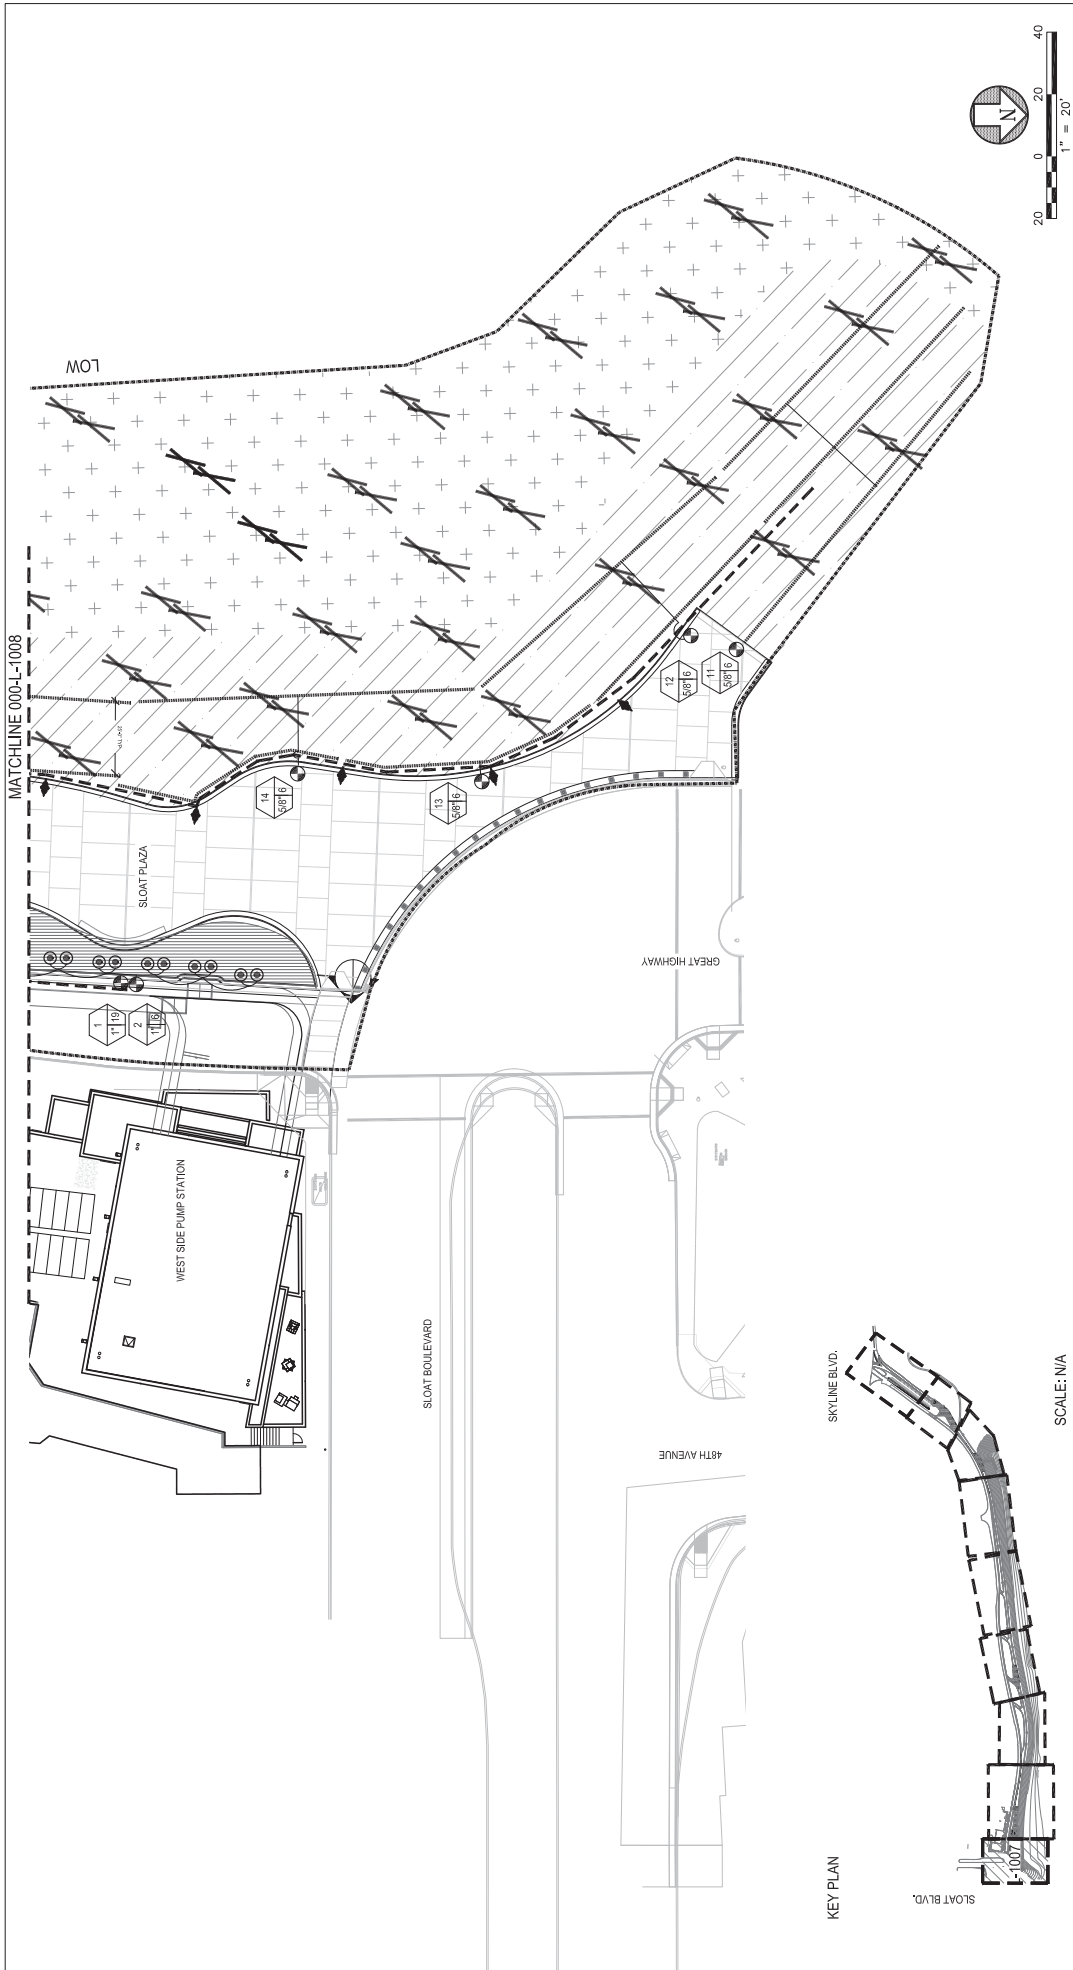 MATCHLINE 000-L-1008
LOW
N
20 0 20 40
1" = 20'
SLOAT PLAZA
14
5/8" 6
13
5/8" 6
12
5/8" 6
11
5/8" 6
1
1" 19
2
1" 6
WEST SIDE PUMP STATION
GREAT HIGHWAY
SLOAT BOULEVARD
48TH AVENUE
KEY PLAN
SKYLINE BLVD.
SLOAT BLVD.
-1007
SCALE: N/A